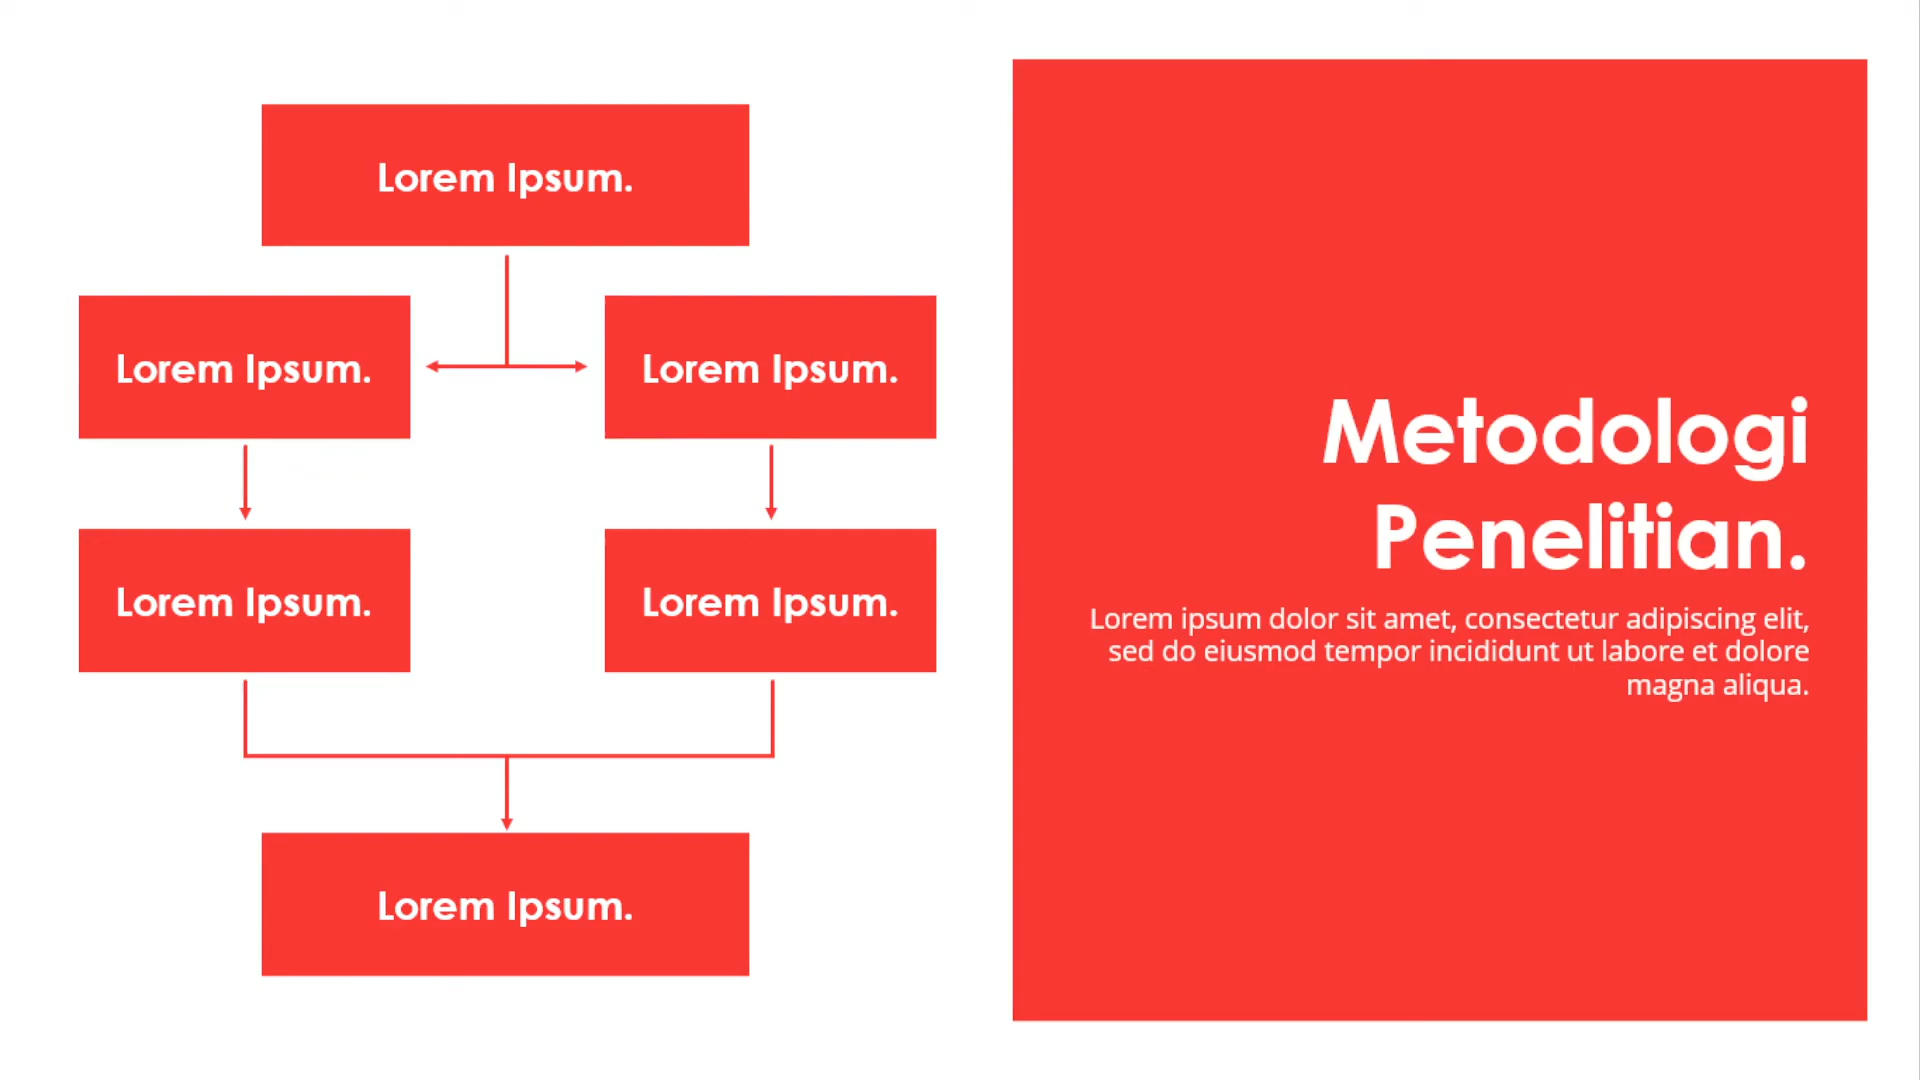 Lorem Ipsum.
Lorem Ipsum.
Lorem Ipsum.
Lorem Ipsum.
Lorem Ipsum.
Lorem Ipsum.
Metodologi
Penelitian.
Lorem ipsum dolor sit amet, consectetur adipiscing elit,
sed do eiusmod tempor incididunt ut labore et dolore
magna aliqua.